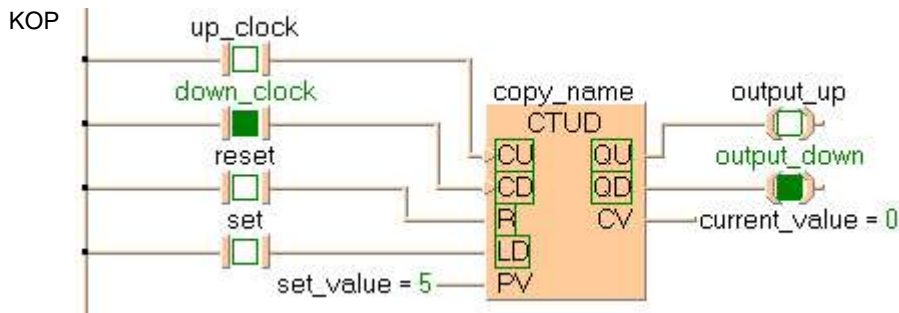 KOP
up_clock
down_clock
copy_name
output_up
CTUD
reset
CU QU
output_down
CD QD
set
R CV
current_value = 0
LD
set_value = 5
PV